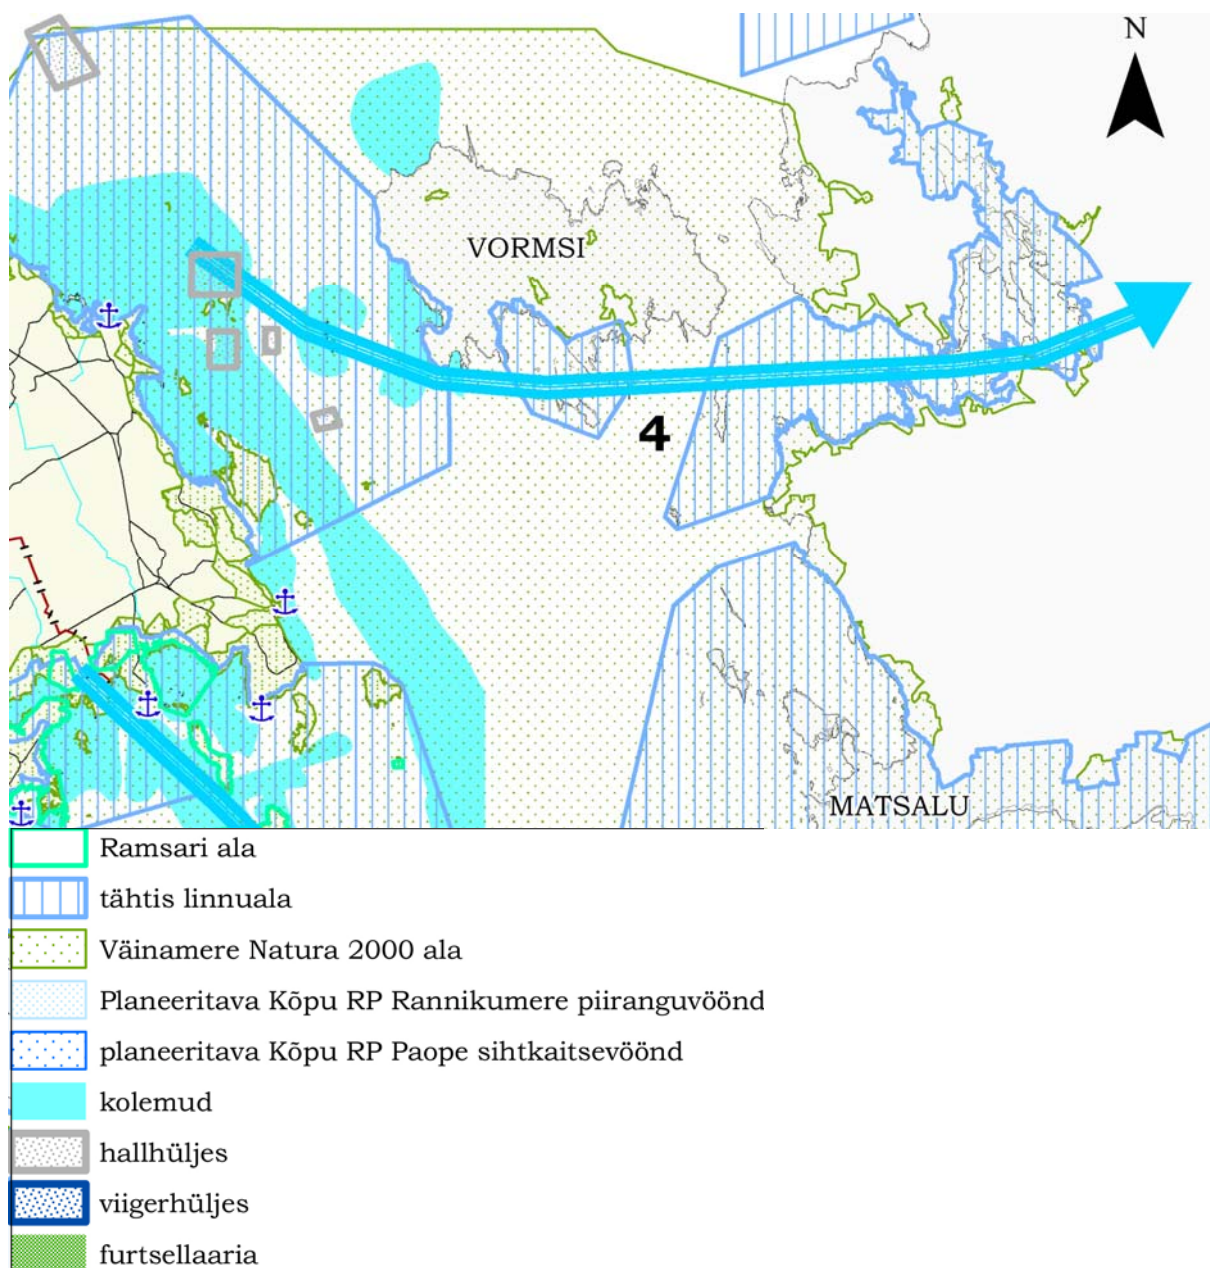 N
VORMSI
4
MATSALU
Ramsari ala
tähtis linnuala
Väinamere Natura 2000 ala
Planeeritava Kõpu RP Rannikumere piiranguvöönd
planeeritava Kõpu RP Paope sihtkaitsevöönd
kolemud
hallhüljes
viigerhüljes
furtsellaaria